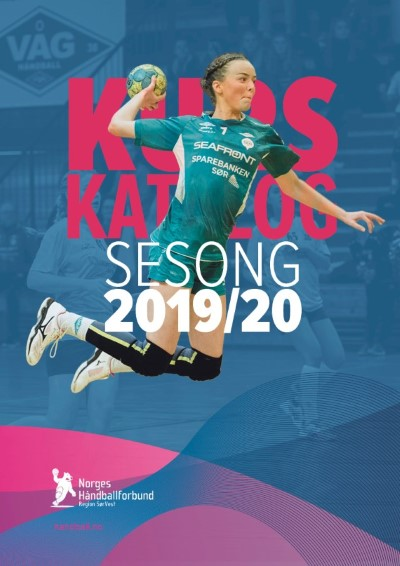 VÅG
HÅNDBALL
KURS
KATALOG
7
SEAFRONT
SPAREBANKEN
SØR
SESONG
2019/20
Norges
Håndballforbund
Region SørVest